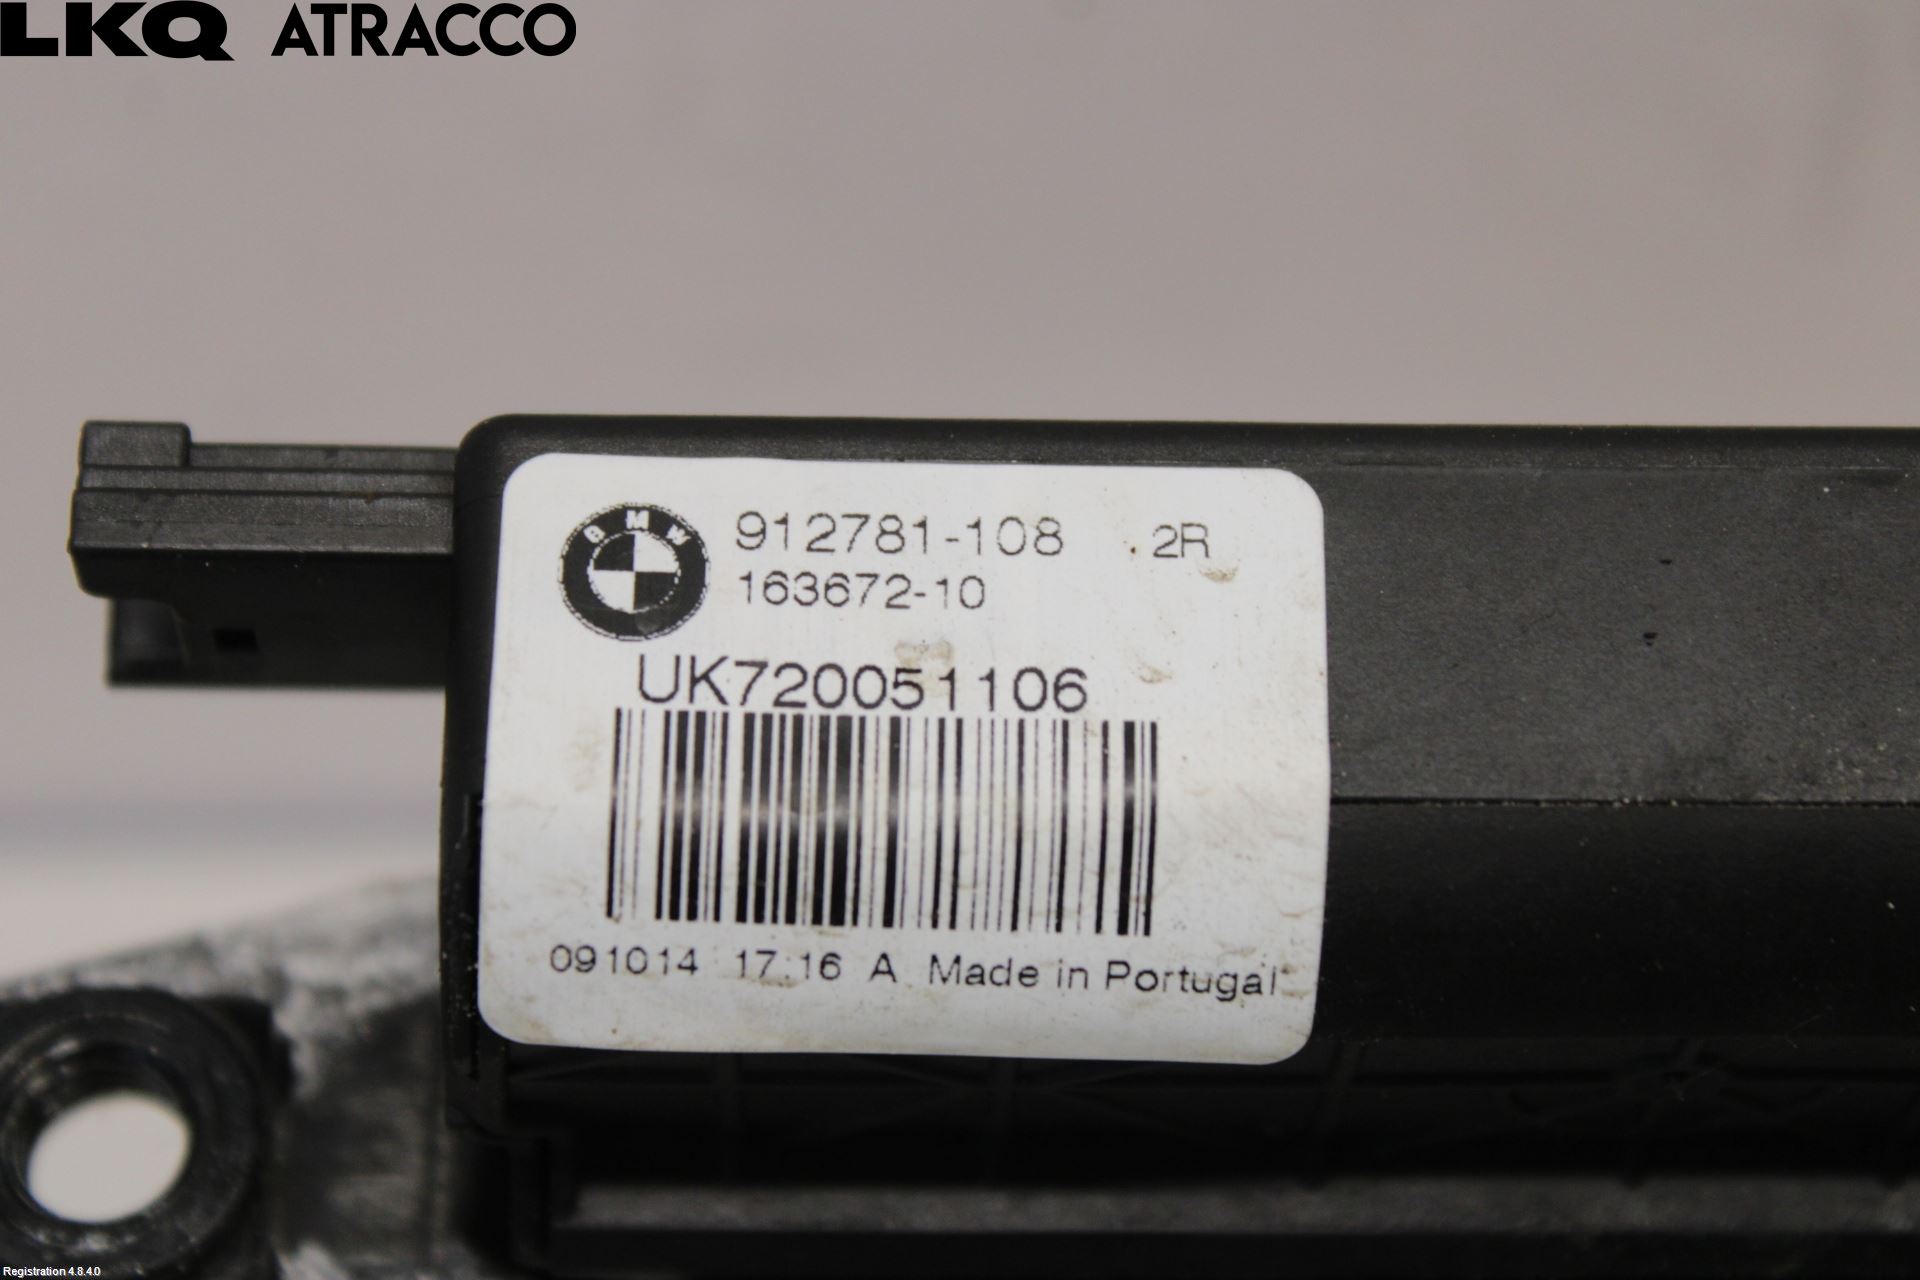 LKQ ATRACCO
BMW
912781-108 2R
163672-10
UK720051106
091014 17:16 A Made in Portugal
Registration 4.8.4.0